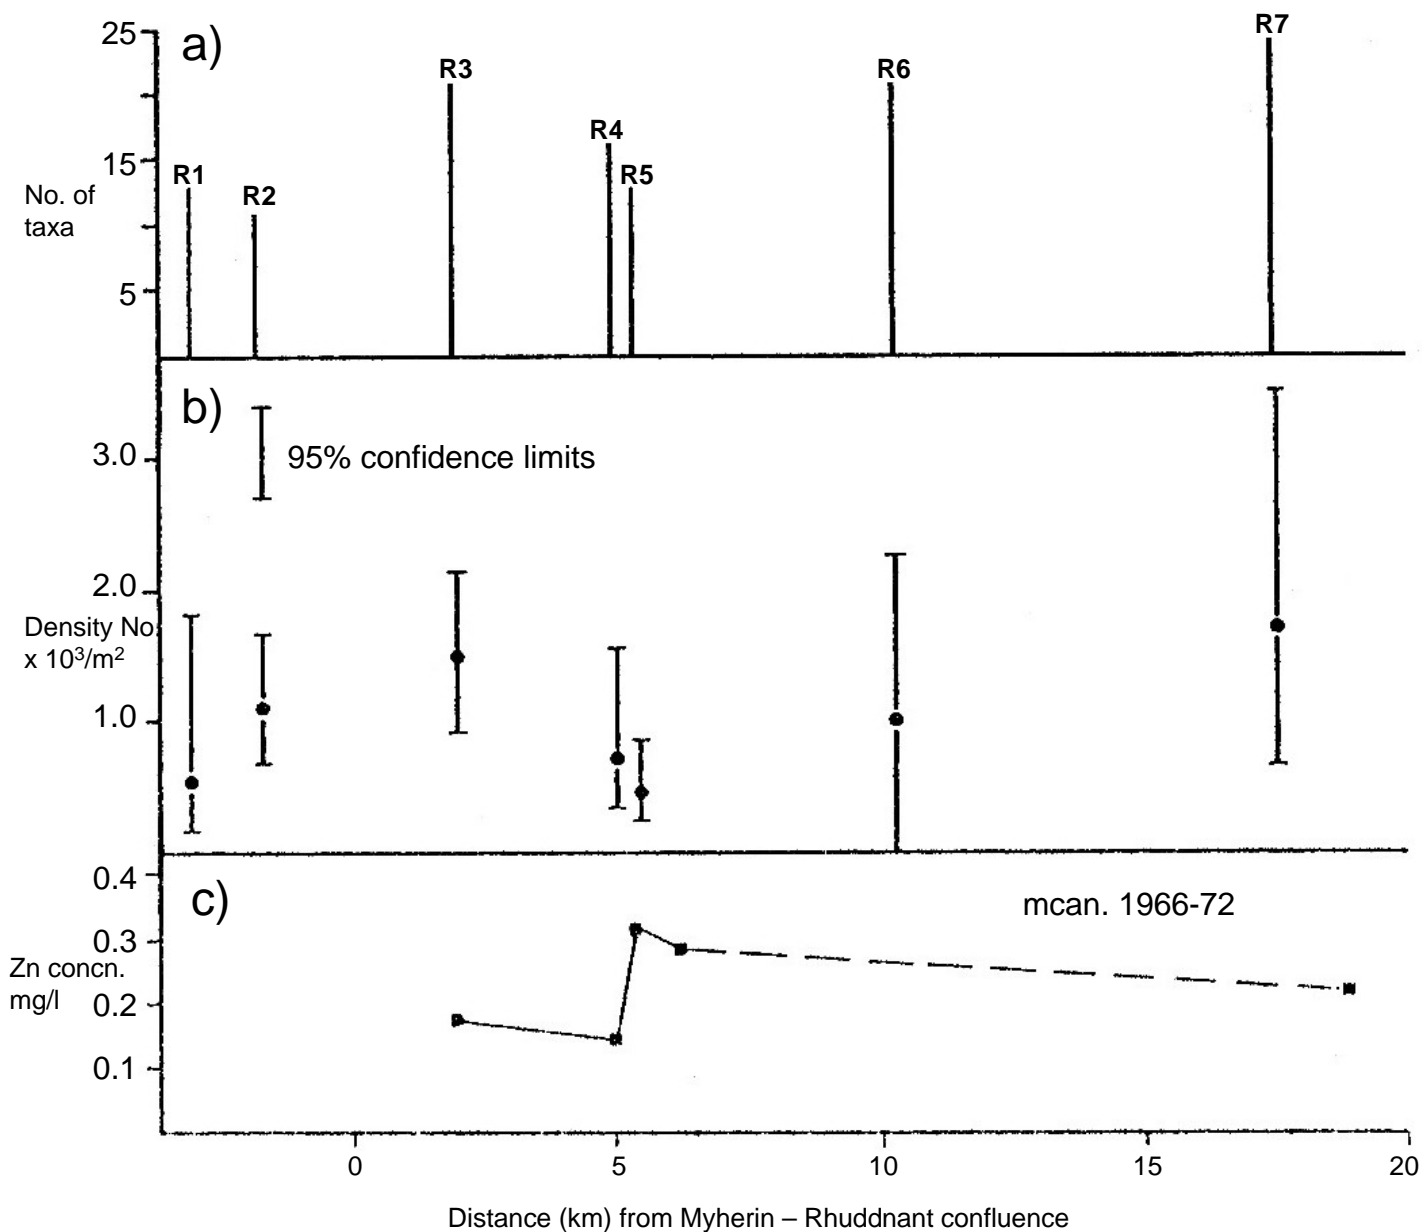 a)
25
15
5
No. of
taxa
R1
R2
R3
R4
R5
R6
R7
b)
95% confidence limits
3.0
2.0
1.0
Density No
x 10³/m²
c)
mcan. 1966-72
0.4
0.3
0.2
0.1
Zn concn.
mg/l
0 5 10 15 20
Distance (km) from Myherin – Rhuddnant confluence